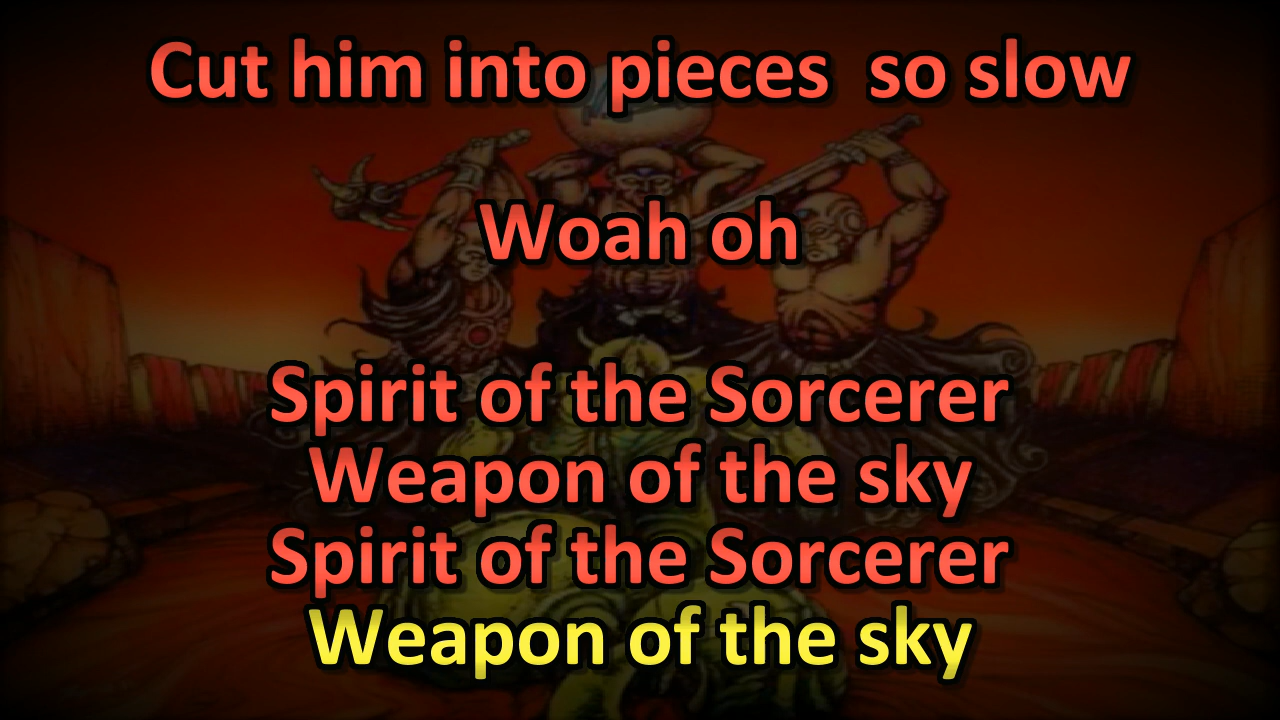 Cut him into pieces  so slow
Woah oh
Spirit of the Sorcerer
Weapon of the sky
Spirit of the Sorcerer
Weapon of the sky